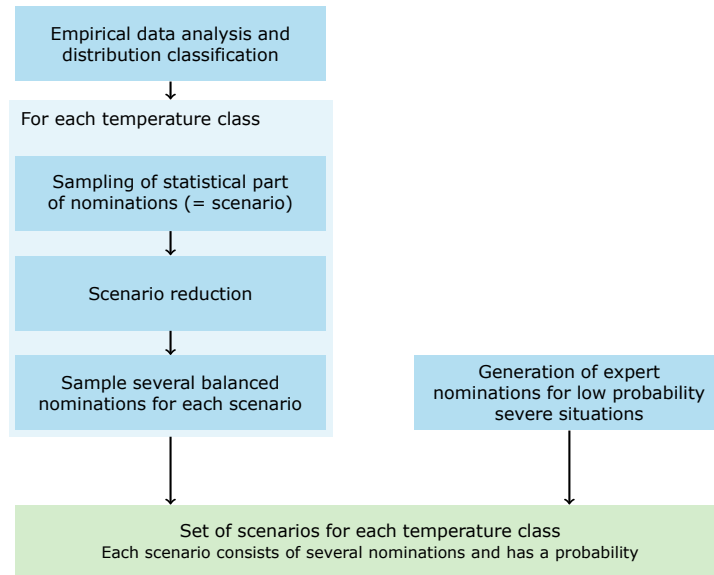 Empirical data analysis and
distribution classification
For each temperature class
Sampling of statistical part
of nominations (= scenario)
Scenario reduction
Sample several balanced
nominations for each scenario
Generation of expert
nominations for low probability
severe situations
Set of scenarios for each temperature class
Each scenario consists of several nominations and has a probability